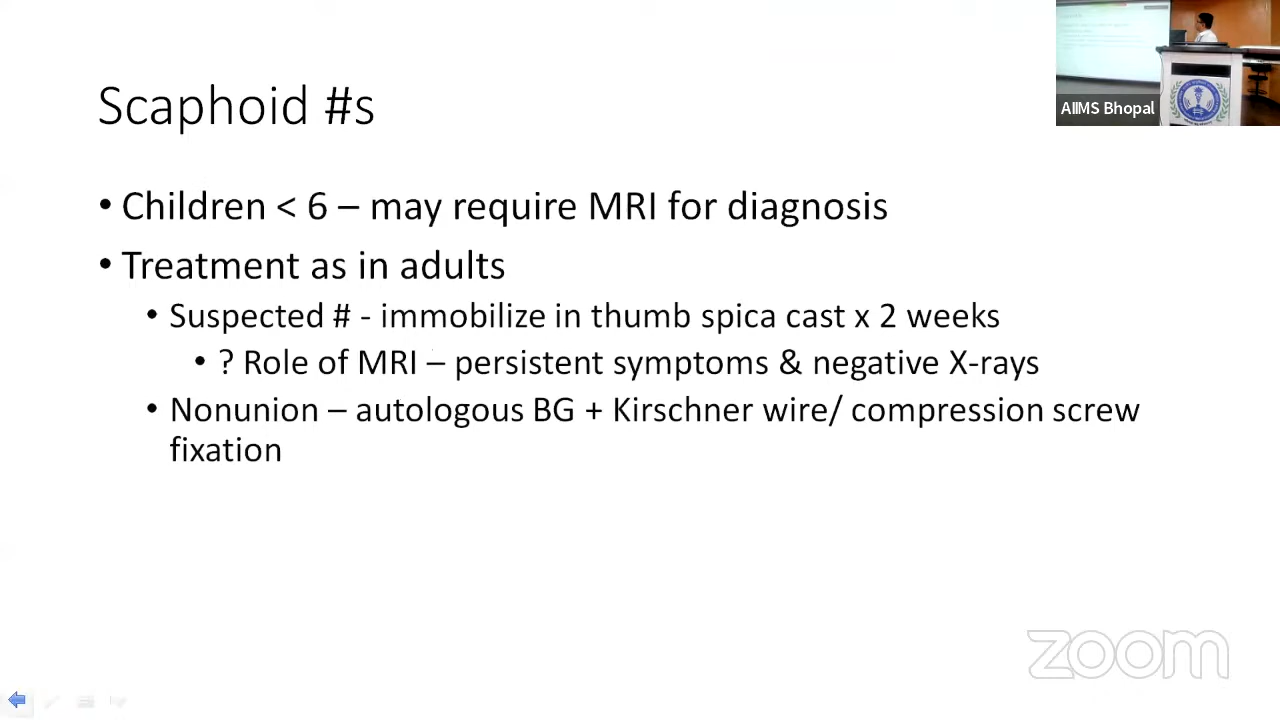 Scaphoid #s
• Children < 6 – may require MRI for diagnosis
• Treatment as in adults
• Suspected # - immobilize in thumb spica cast x 2 weeks
• ? Role of MRI – persistent symptoms & negative X-rays
• Nonunion – autologous BG + Kirschner wire/ compression screw
fixation
AIIMS Bhopal
zoom